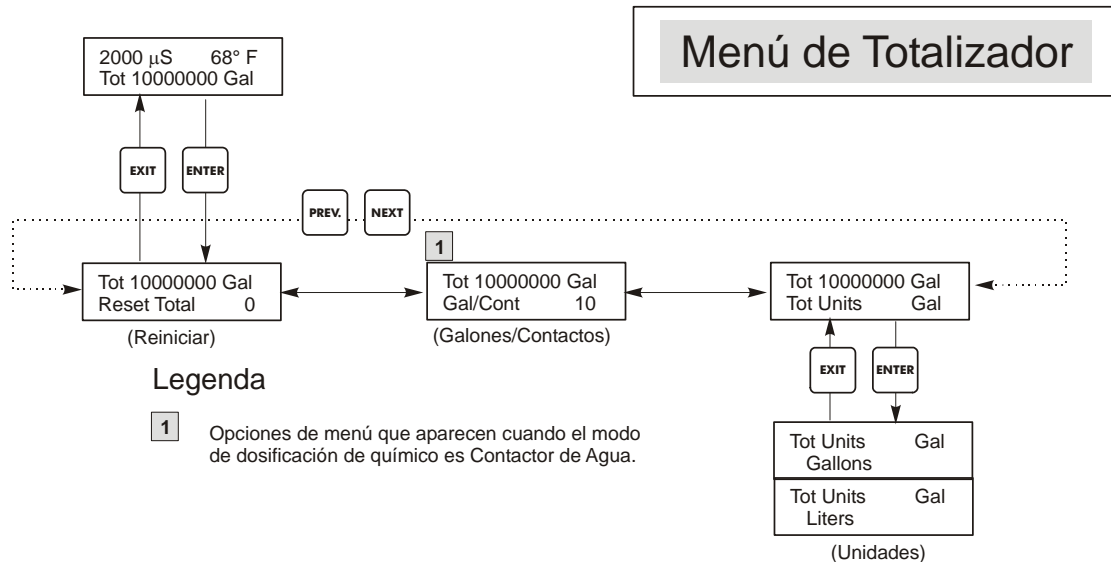 Menú de Totalizador
2000 µS 68° F
Tot 10000000 Gal
EXIT
ENTER
PREV.
NEXT
1
Tot 10000000 Gal
Reset Total 0
(Reiniciar)
Tot 10000000 Gal
Gal/Cont 10
(Galones/Contactos)
Tot 10000000 Gal
Tot Units Gal
EXIT
ENTER
Tot Units Gal
Gallons
Tot Units Gal
Liters
(Unidades)
Legenda
1 Opciones de menú que aparecen cuando el modo
de dosificación de químico es Contactor de Agua.